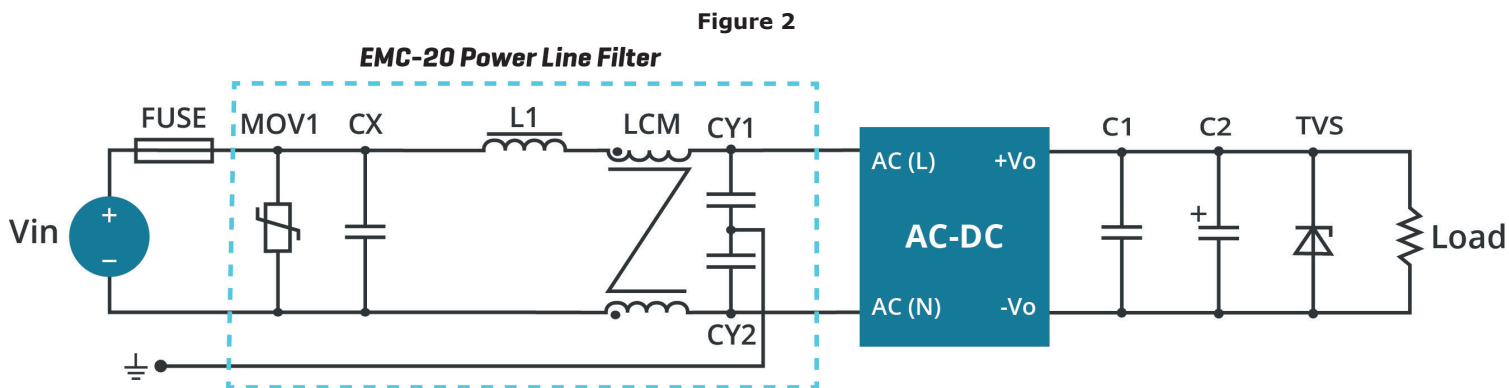 Figure 2
EMC-20 Power Line Filter
FUSE MOV1 CX L1 LCM CY1 C1 C2 TVS
AC (L) +Vo
Vin + − AC-DC + Load
AC (N) -Vo
CY2